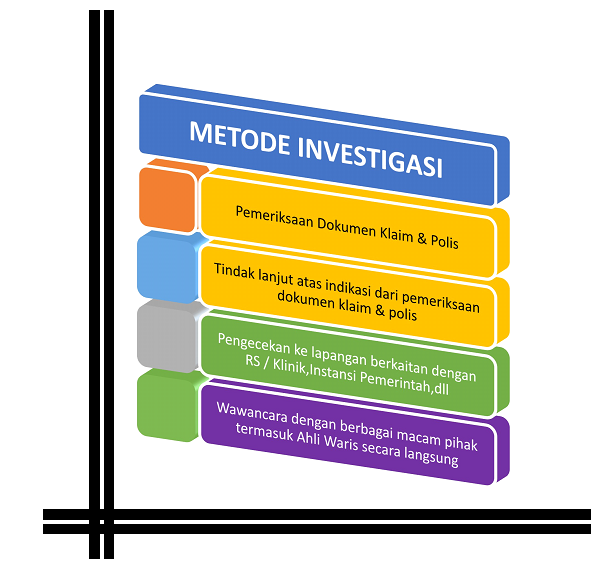 METODE INVESTIGASI
Pemeriksaan Dokumen Klaim & Polis
Tindak lanjut atas indikasi dari pemeriksaan
dokumen klaim & polis
Pengecekan ke lapangan berkaitan dengan
RS / Klinik,Instansi Pemerintah,dll
Wawancara dengan berbagai macam pihak
termasuk Ahli Waris secara langsung